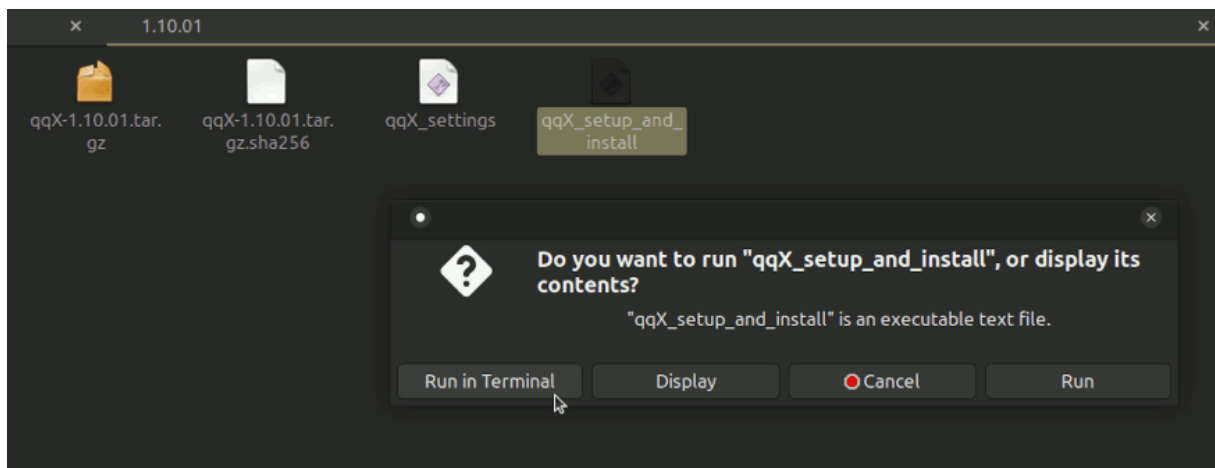 1.10.01
qqX-1.10.01.tar.
gz
qqX-1.10.01.tar.
gz.sha256
qqX_settings
qqX_setup_and_
install
Do you want to run "qqX_setup_and_install", or display its
contents?
"qqX_setup_and_install" is an executable text file.
Run in Terminal
Display
Cancel
Run